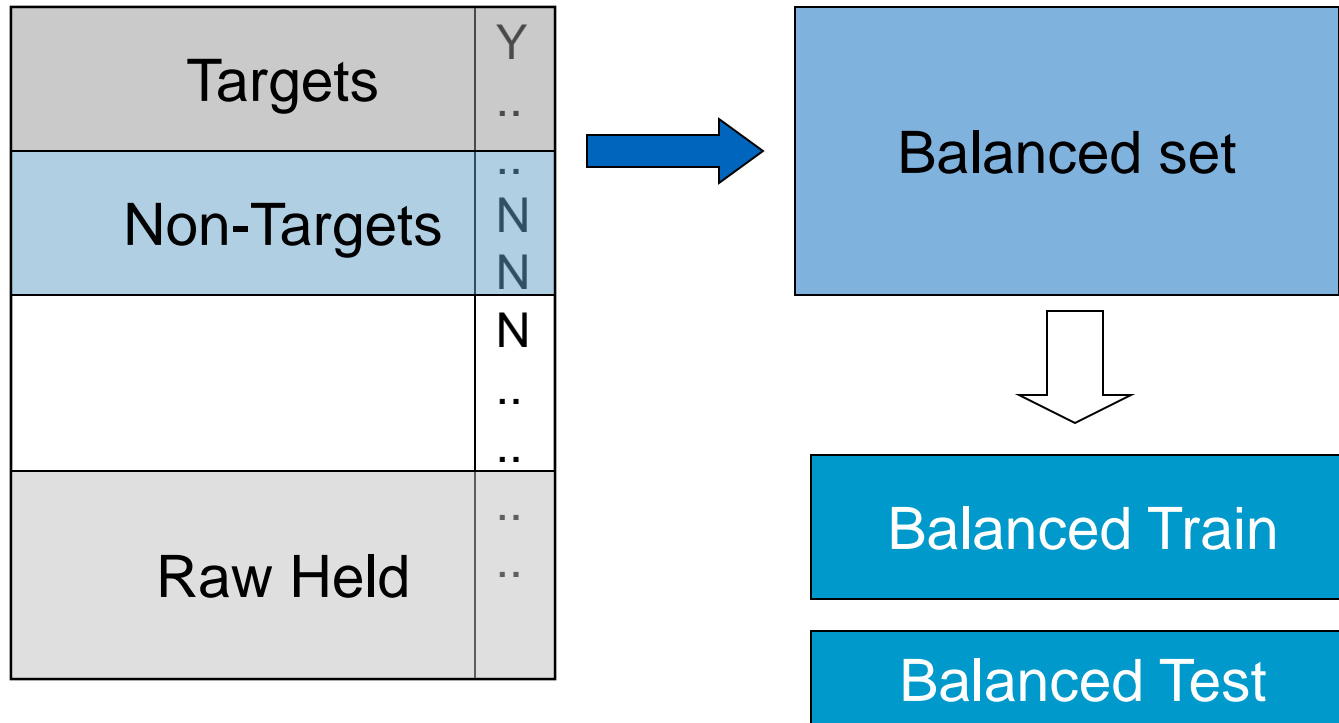 Targets
Y
..
Non-Targets
..
N
N
N
..
..
Raw Held
..
..
Balanced set
Balanced Train
Balanced Test